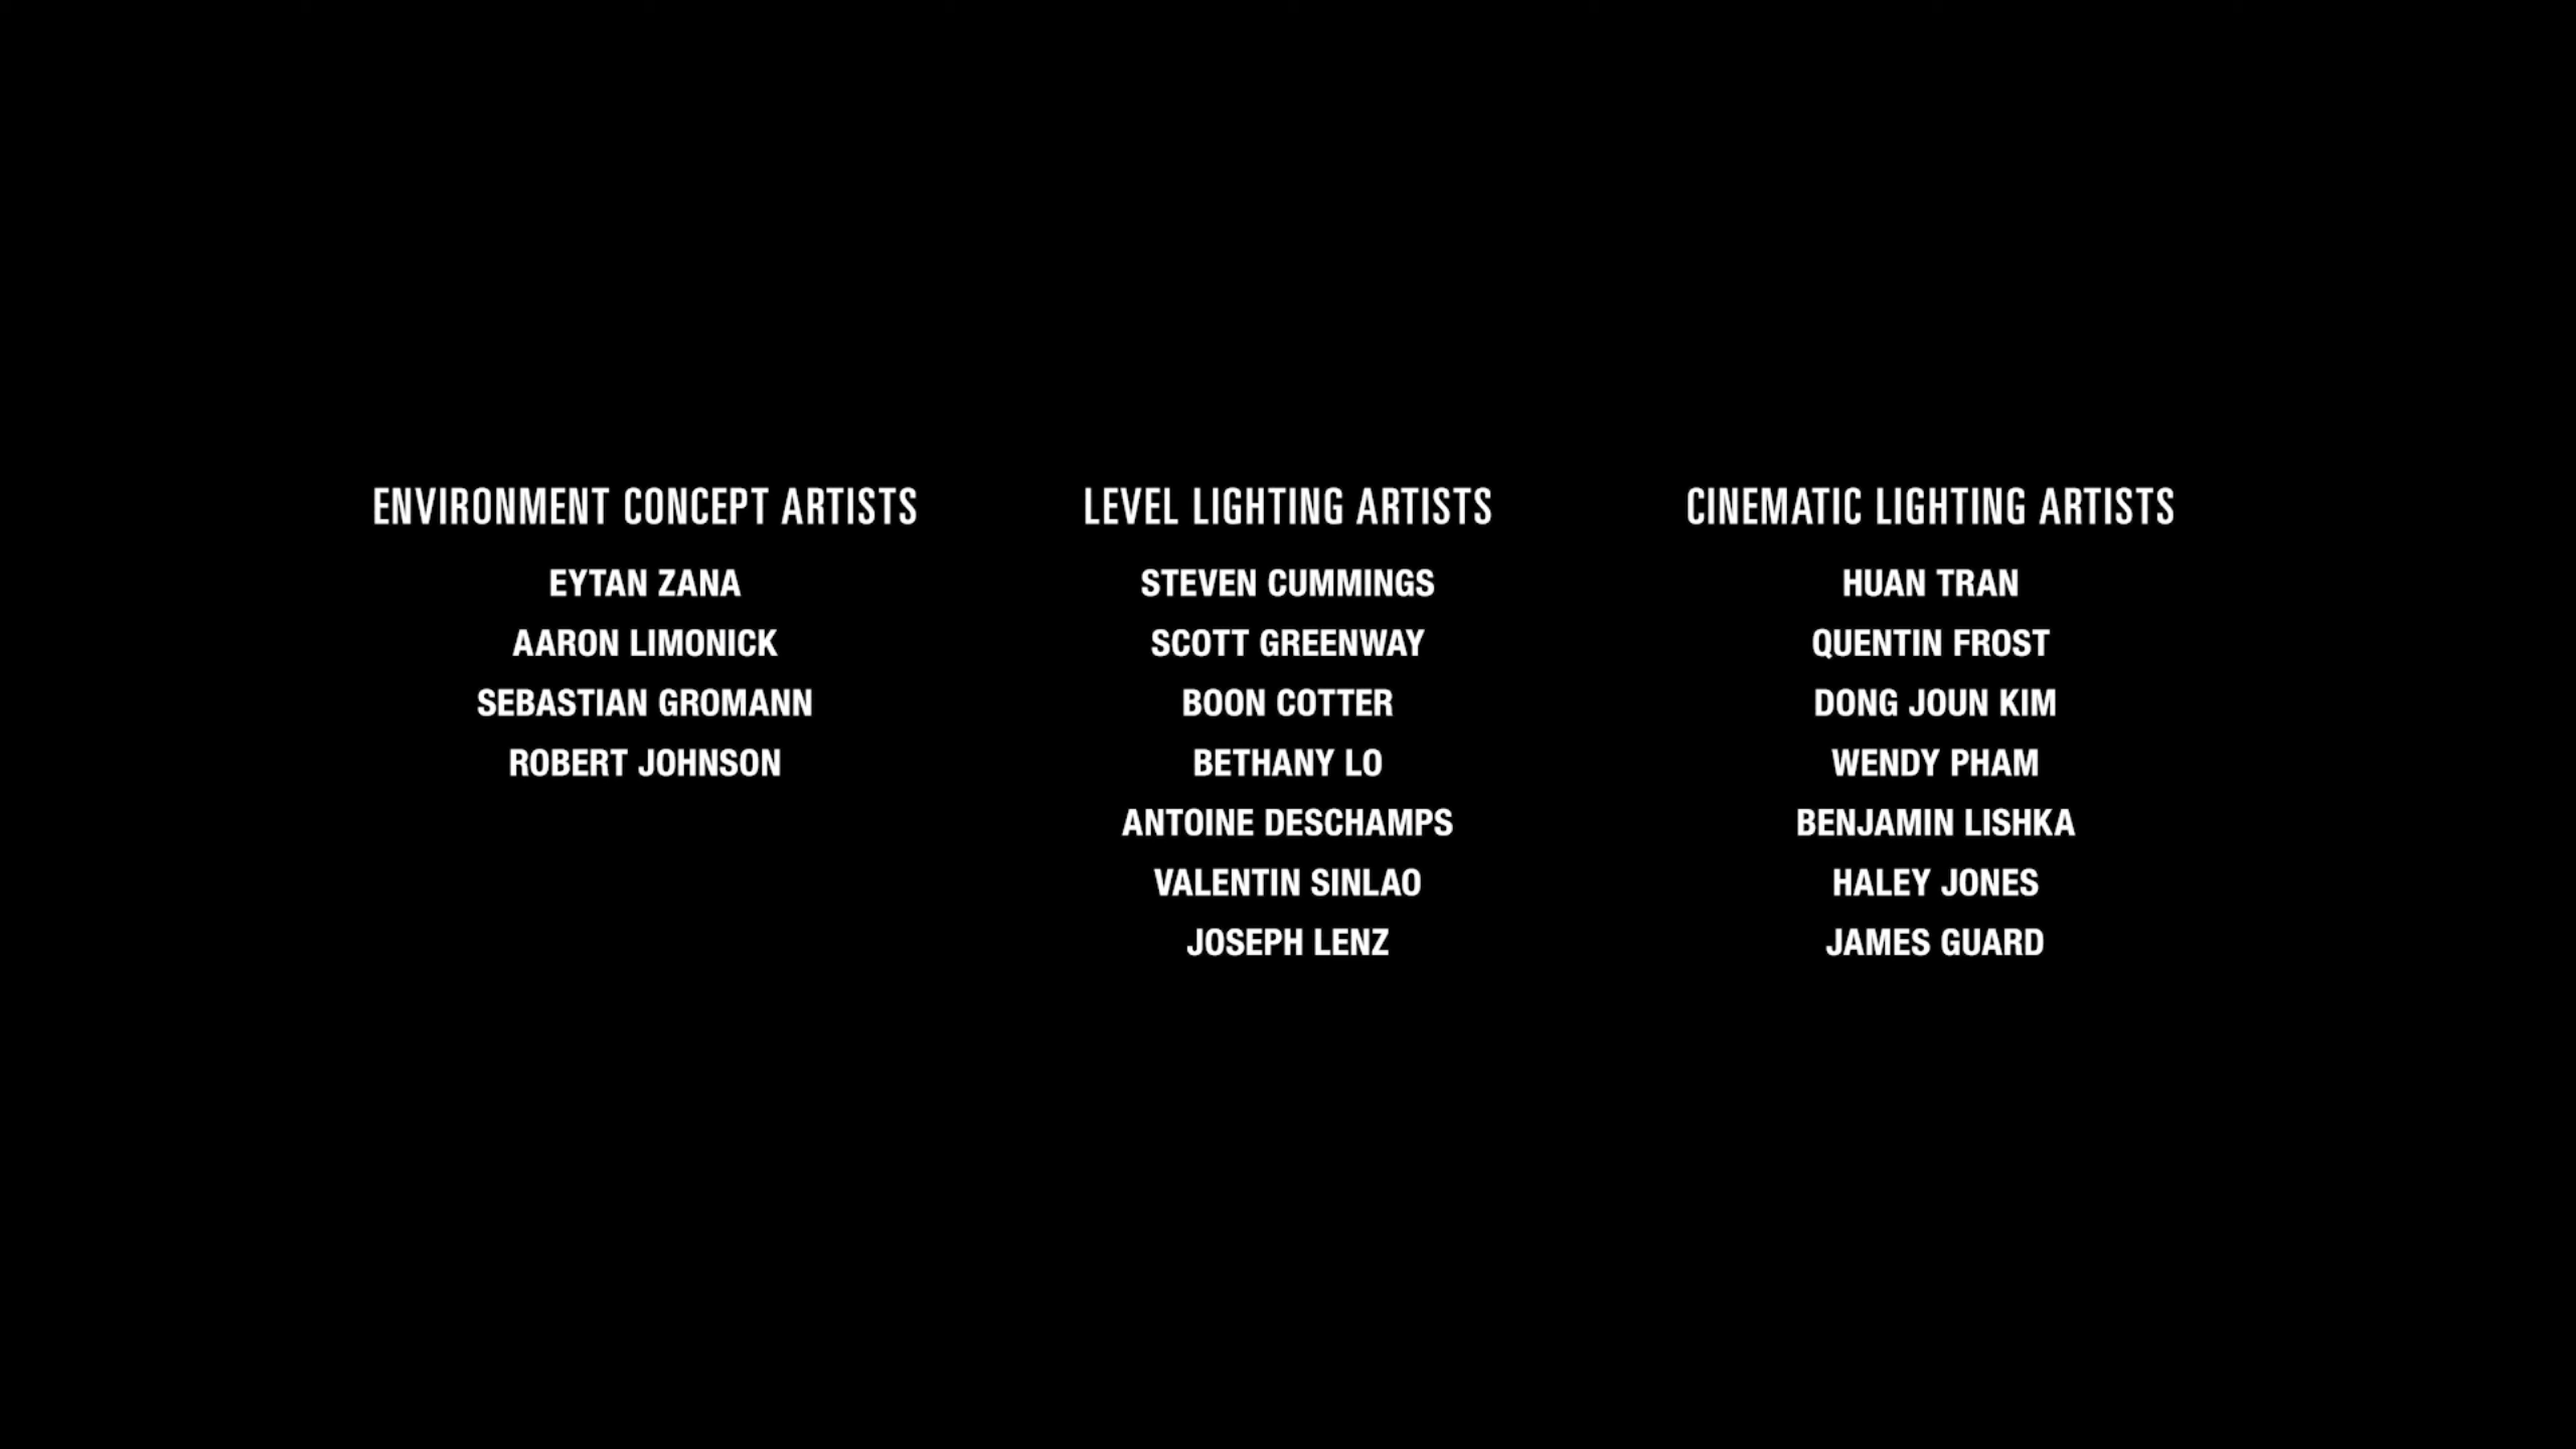 ENVIRONMENT CONCEPT ARTISTS
EYTAN ZANA
AARON LIMONICK
SEBASTIAN GROMANN
ROBERT JOHNSON
LEVEL LIGHTING ARTISTS
STEVEN CUMMINGS
SCOTT GREENWAY
BOON COTTER
BETHANY LO
ANTOINE DESCHAMPS
VALENTIN SINLAO
JOSEPH LENZ
CINEMATIC LIGHTING ARTISTS
HUAN TRAN
QUENTIN FROST
DONG JOUN KIM
WENDY PHAM
BENJAMIN LISHKA
HALEY JONES
JAMES GUARD